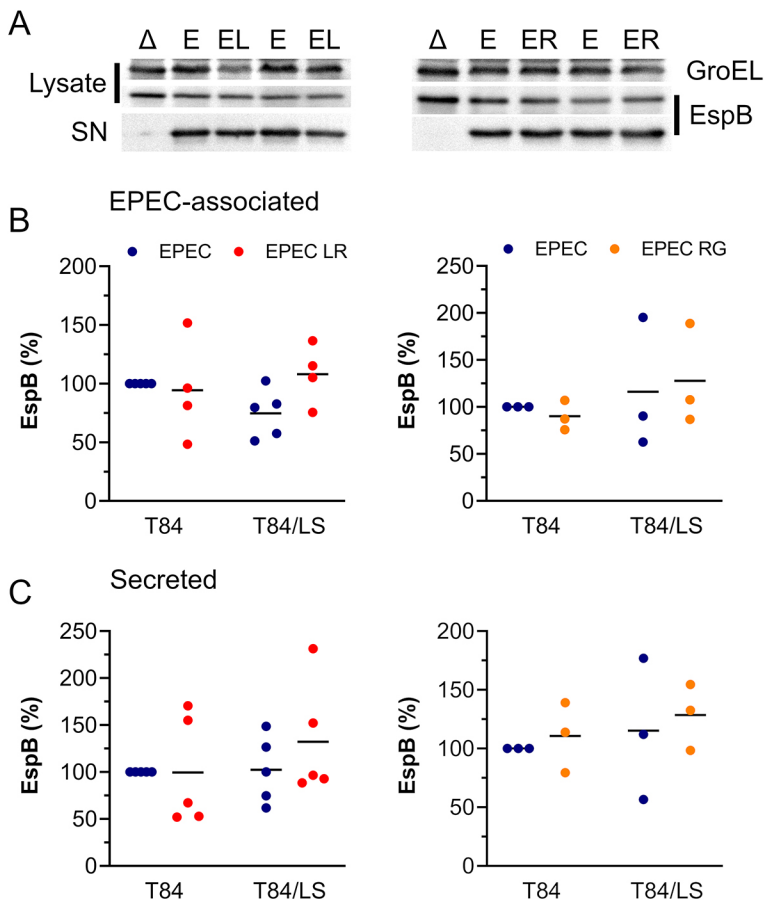 A
Δ E EL E EL
Δ E ER E ER
Lysate
GroEL
SN
EspB
B
EPEC-associated
EPEC EPEC LR
EPEC EPEC RG
EspB (%)
200
150
100
50
0
T84 T84/LS
EspB (%)
250
200
150
100
50
0
T84 T84/LS
C
Secreted
EspB (%)
250
200
150
100
50
0
T84 T84/LS
EspB (%)
200
150
100
50
0
T84 T84/LS